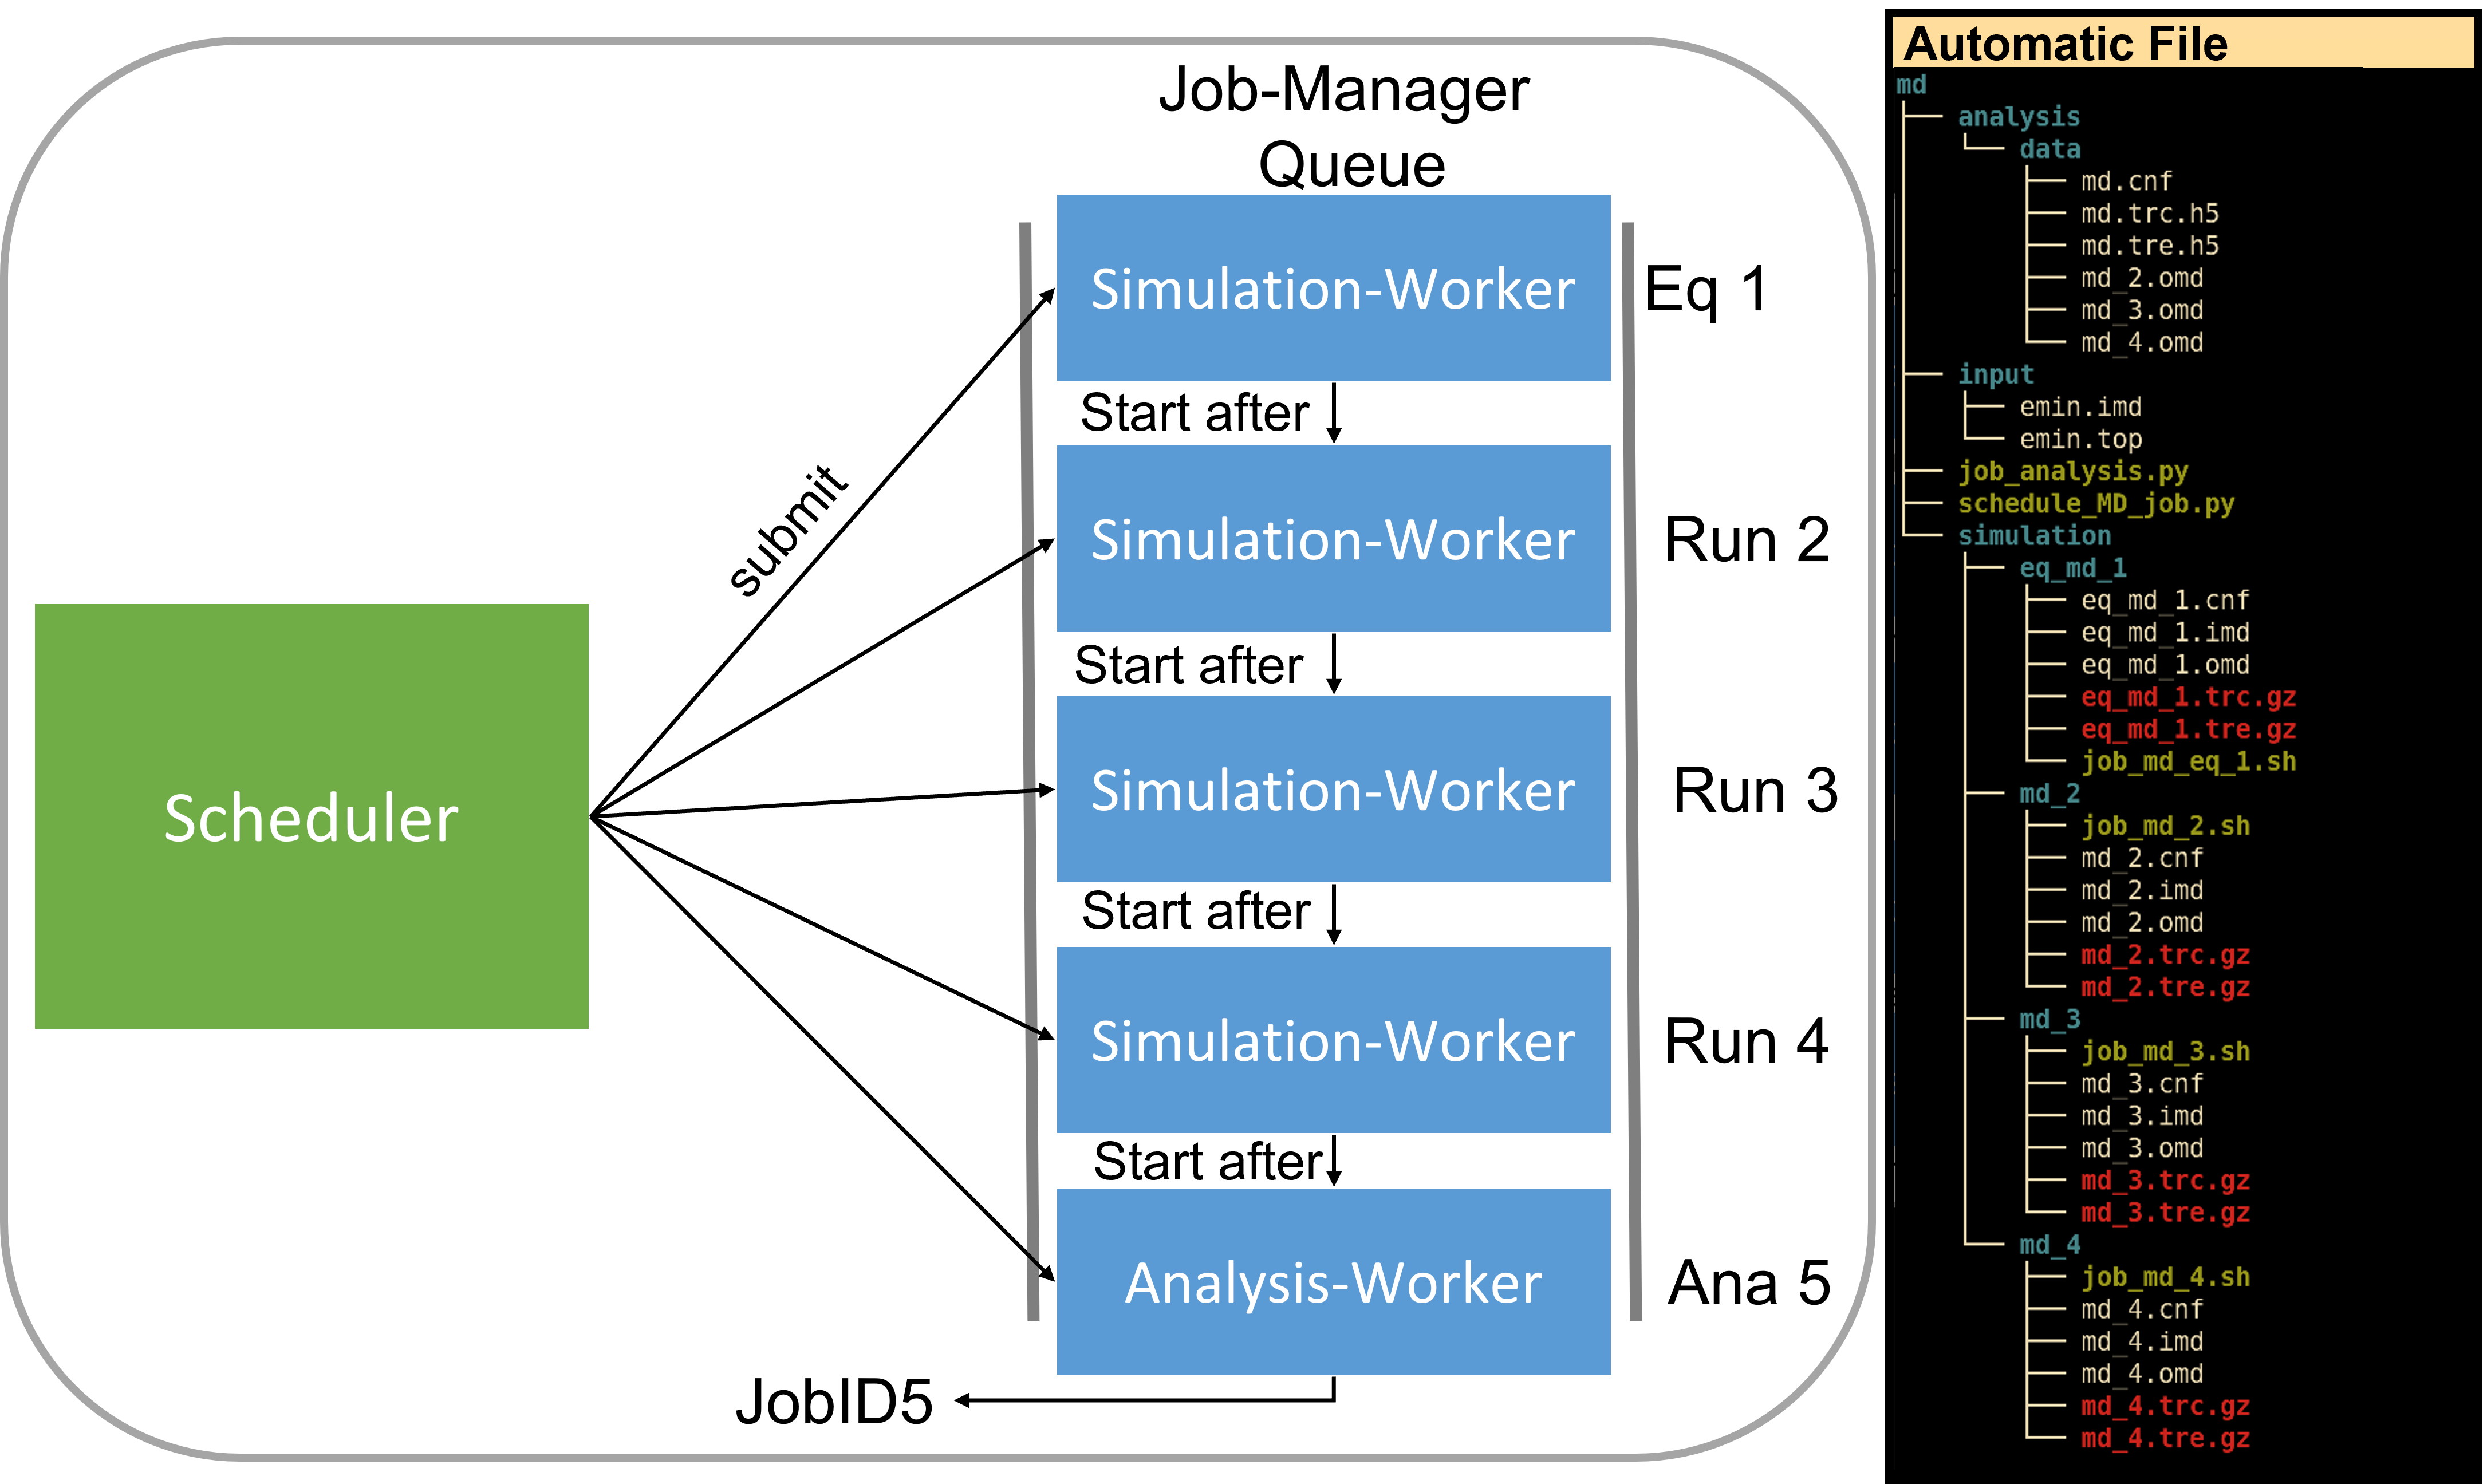 Job-Manager
Queue
Simulation-Worker
Eq 1
Start after
submit
Simulation-Worker
Run 2
Start after
Scheduler
Simulation-Worker
Run 3
Start after
Simulation-Worker
Run 4
Start after
Analysis-Worker
Ana 5
JobID5
Automatic File
md
analysis
data
md.cnf
md.trc.h5
md.tre.h5
md_2.omd
md_3.omd
md_4.omd
input
emin.imd
emin.top
job_analysis.py
schedule_MD_job.py
simulation
eq_md_1
eq_md_1.cnf
eq_md_1.imd
eq_md_1.omd
eq_md_1.trc.gz
eq_md_1.tre.gz
job_md_eq_1.sh
md_2
job_md_2.sh
md_2.cnf
md_2.imd
md_2.omd
md_2.trc.gz
md_2.tre.gz
md_3
job_md_3.sh
md_3.cnf
md_3.imd
md_3.omd
md_3.trc.gz
md_3.tre.gz
md_4
job_md_4.sh
md_4.cnf
md_4.imd
md_4.omd
md_4.trc.gz
md_4.tre.gz